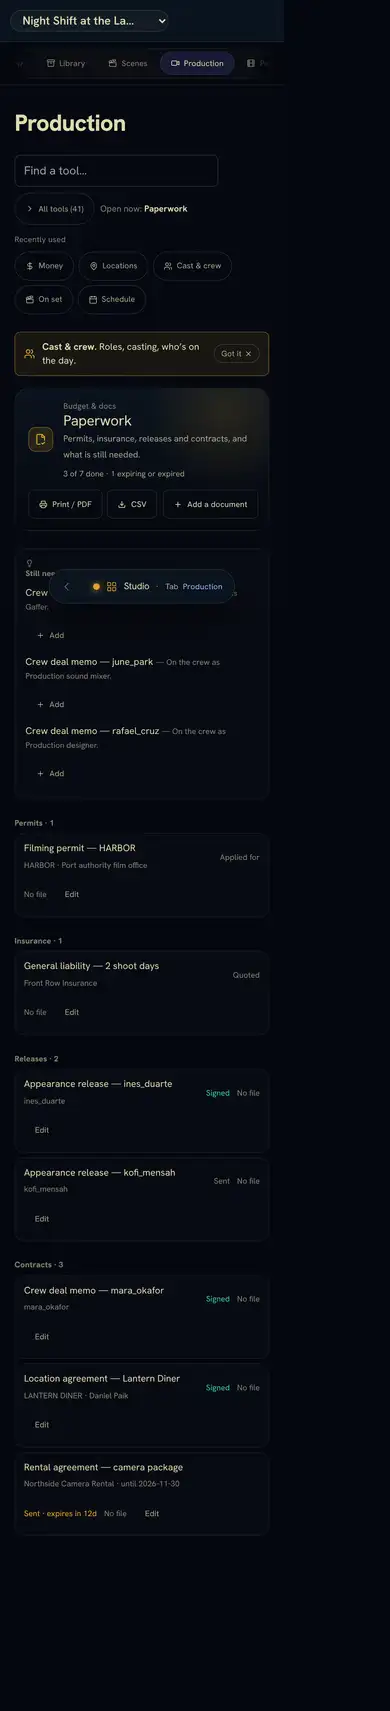 Night Shift at the La...
Library
Scenes
Production
Production
Find a tool...
All tools (41)
Open now: Paperwork
Recently used
Money
Locations
Cast & crew
On set
Schedule
Cast & crew. Roles, casting, who's on
the day.
Got it ×
Budget & docs
Paperwork
Permits, insurance, releases and contracts, and
what is still needed.
3 of 7 done · 1 expiring or expired
Print / PDF
CSV
+ Add a document
Still nee
Studio · Tab Production
Crew
s
Gaffer.
+ Add
Crew deal memo — june_park — On the crew as
Production sound mixer.
+ Add
Crew deal memo — rafael_cruz — On the crew as
Production designer.
+ Add
Permits · 1
Filming permit — HARBOR
Applied for
HARBOR · Port authority film office
No file
Edit
Insurance · 1
General liability — 2 shoot days
Quoted
Front Row Insurance
No file
Edit
Releases · 2
Appearance release — ines_duarte
Signed No file
ines_duarte
Edit
Appearance release — kofi_mensah
Sent No file
kofi_mensah
Edit
Contracts · 3
Crew deal memo — mara_okafor
Signed No file
mara_okafor
Edit
Location agreement — Lantern Diner
Signed No file
LANTERN DINER · Daniel Paik
Edit
Rental agreement — camera package
Northside Camera Rental · until 2026-11-30
Sent · expires in 12d No file Edit